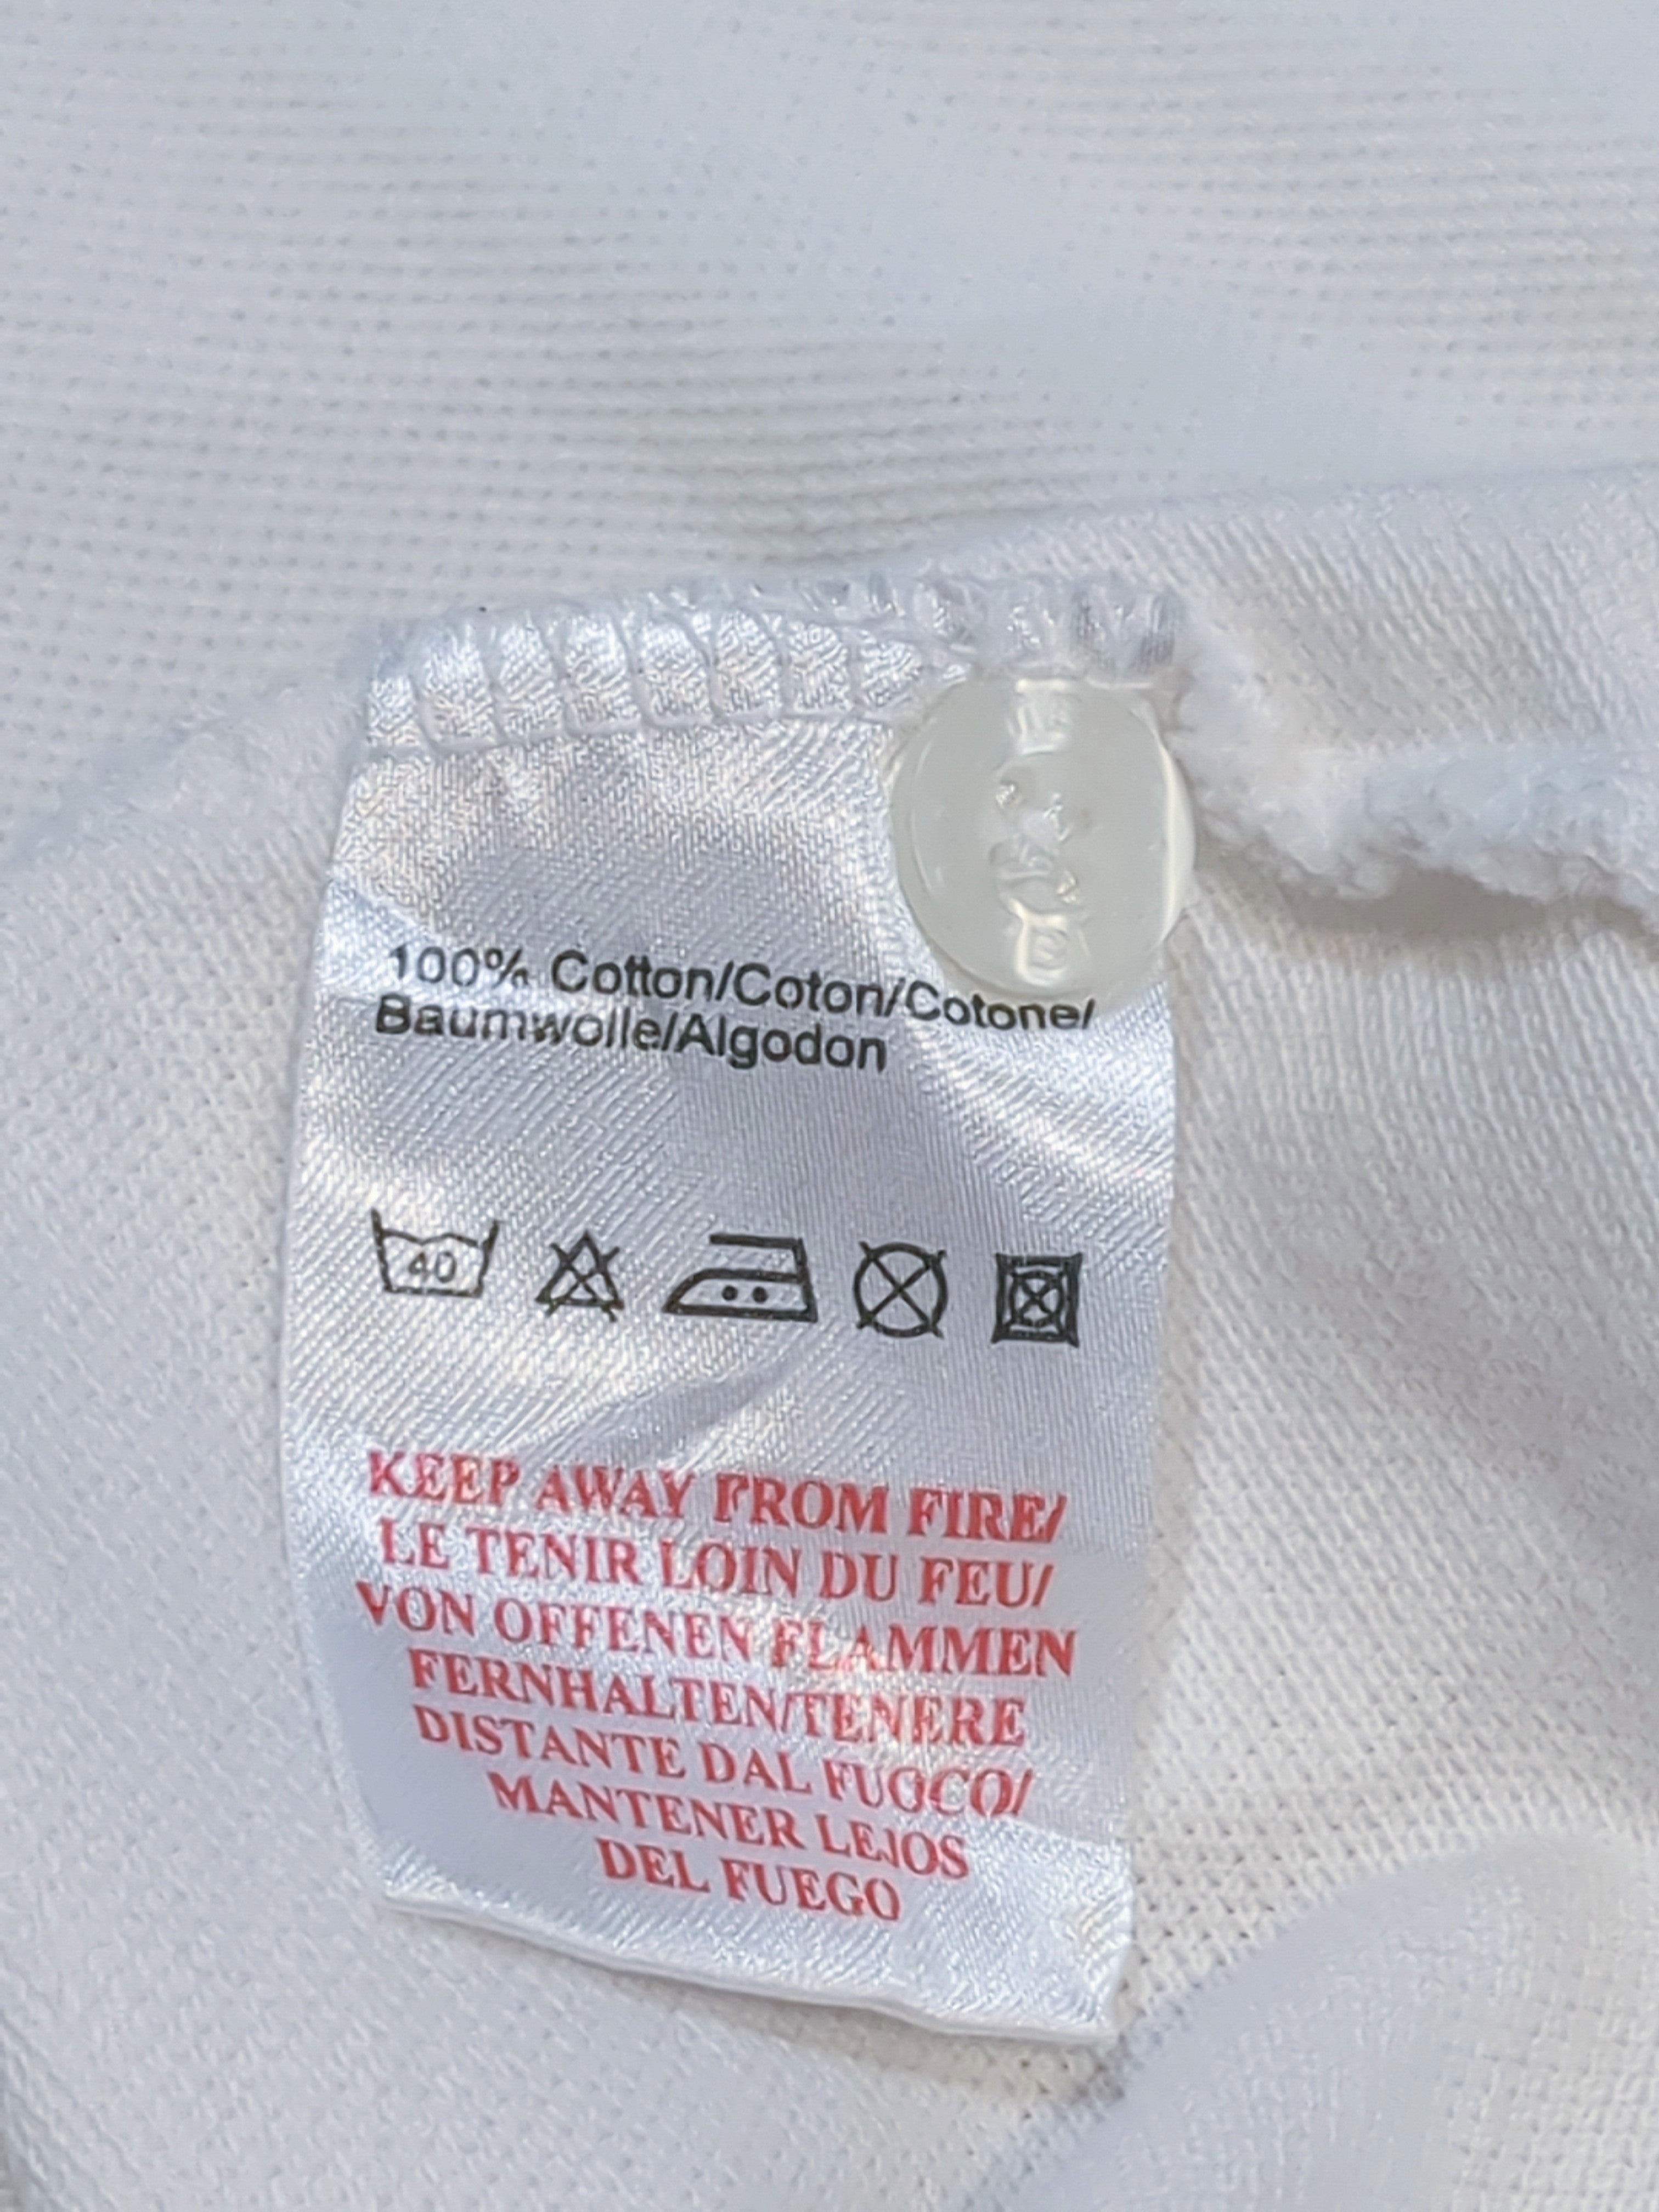 100% Cotton/Coton/Cotone/
Baumwolle/Algodon
40
KEEP AWAY FROM FIRE/
LE TENIR LOIN DU FEU/
VON OFFENEN FLAMMEN
FERNHALTEN/TENERE
DISTANTE DAL FUOCO/
MANTENER LEJOS
DEL FUEGO